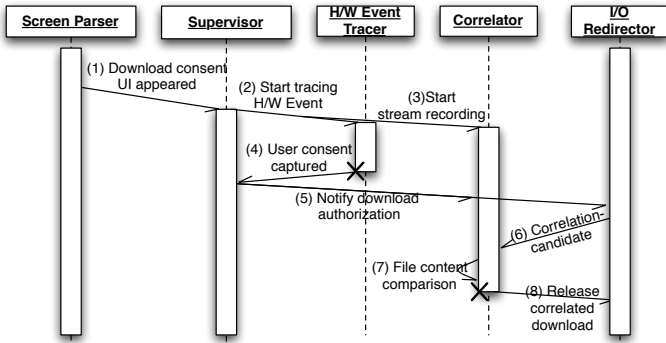 Screen Parser
Supervisor
H/W Event
Tracer
Correlator
I/O
Redirector
(1) Download consent
UI appeared
(2) Start tracing
H/W Event
(3)Start
stream recording
(4) User consent
captured
(5) Notify download
authorization
(6) Correlation-
candidate
(7) File content
comparison
(8) Release
correlated
download